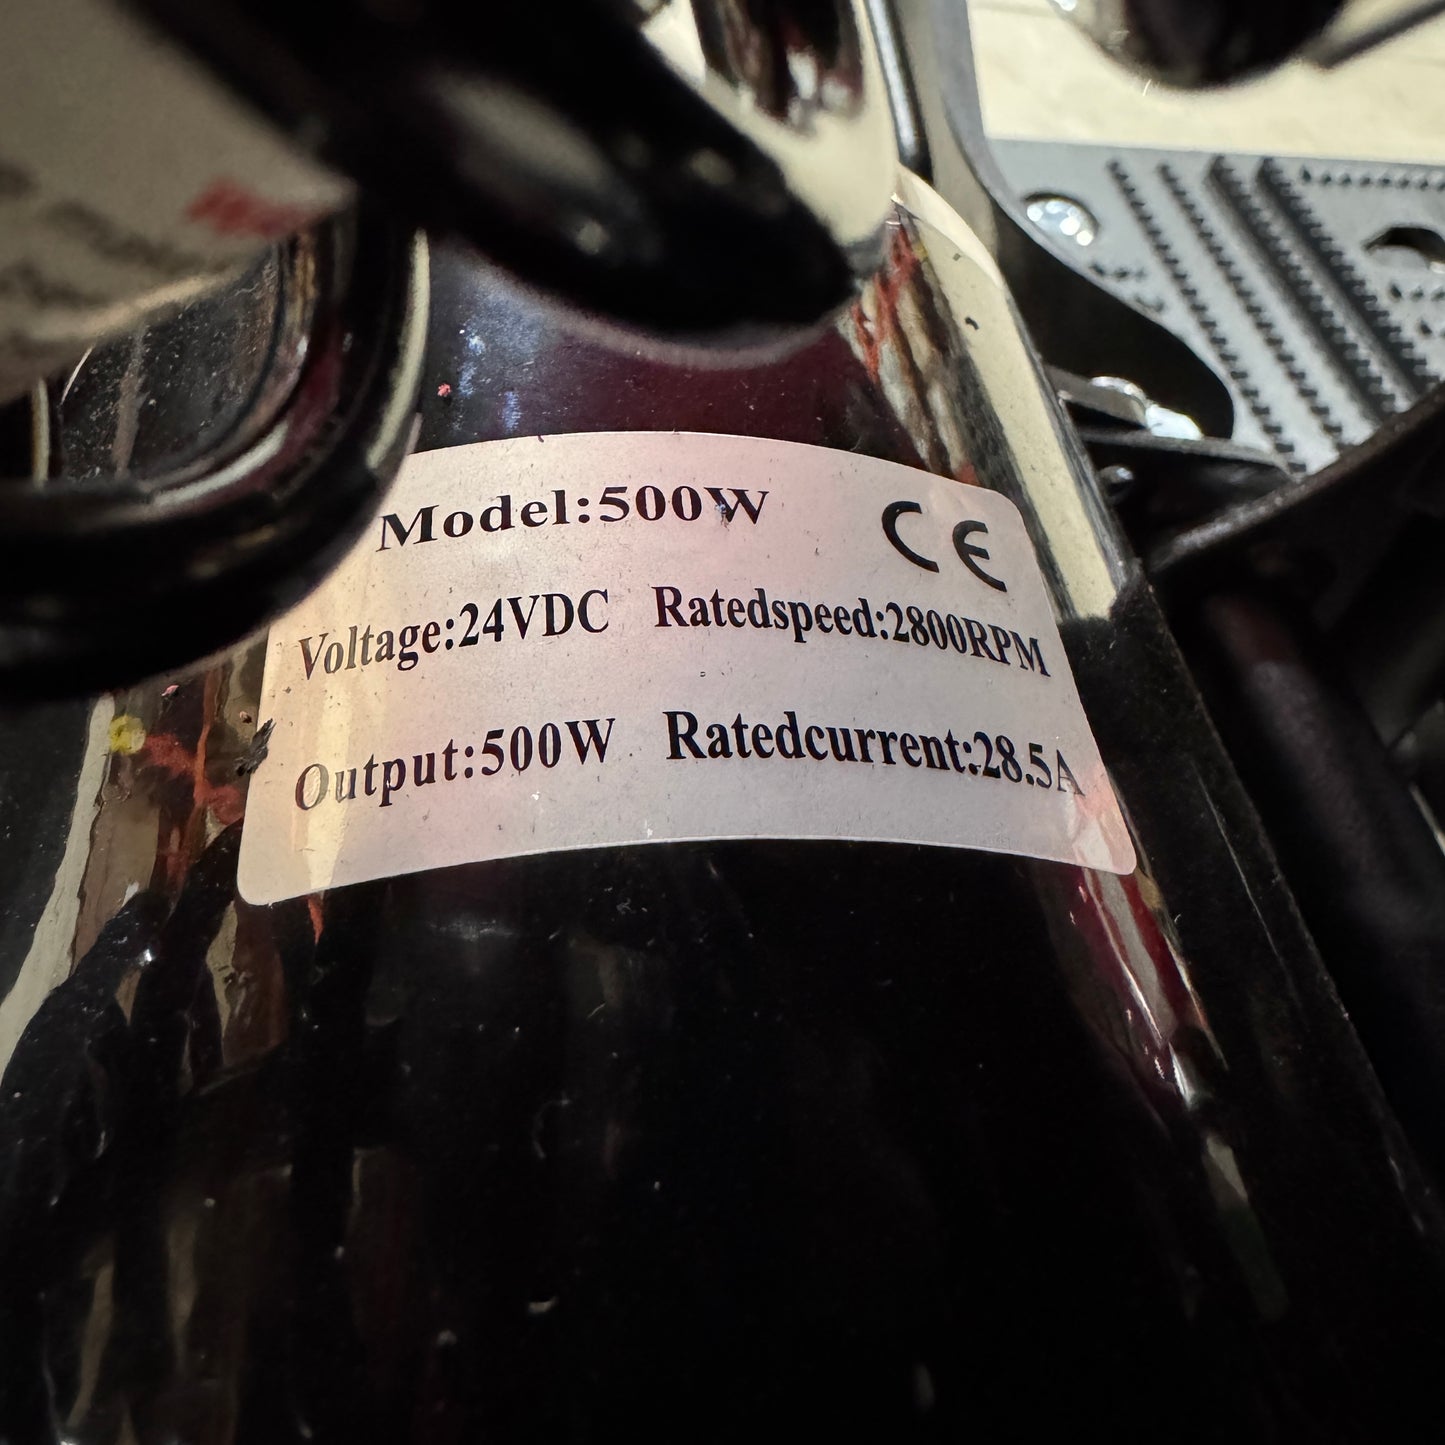 Model:500W CE
Voltage:24VDC Ratedspeed:2800RPM
Output:500W Ratedcurrent:28.5A